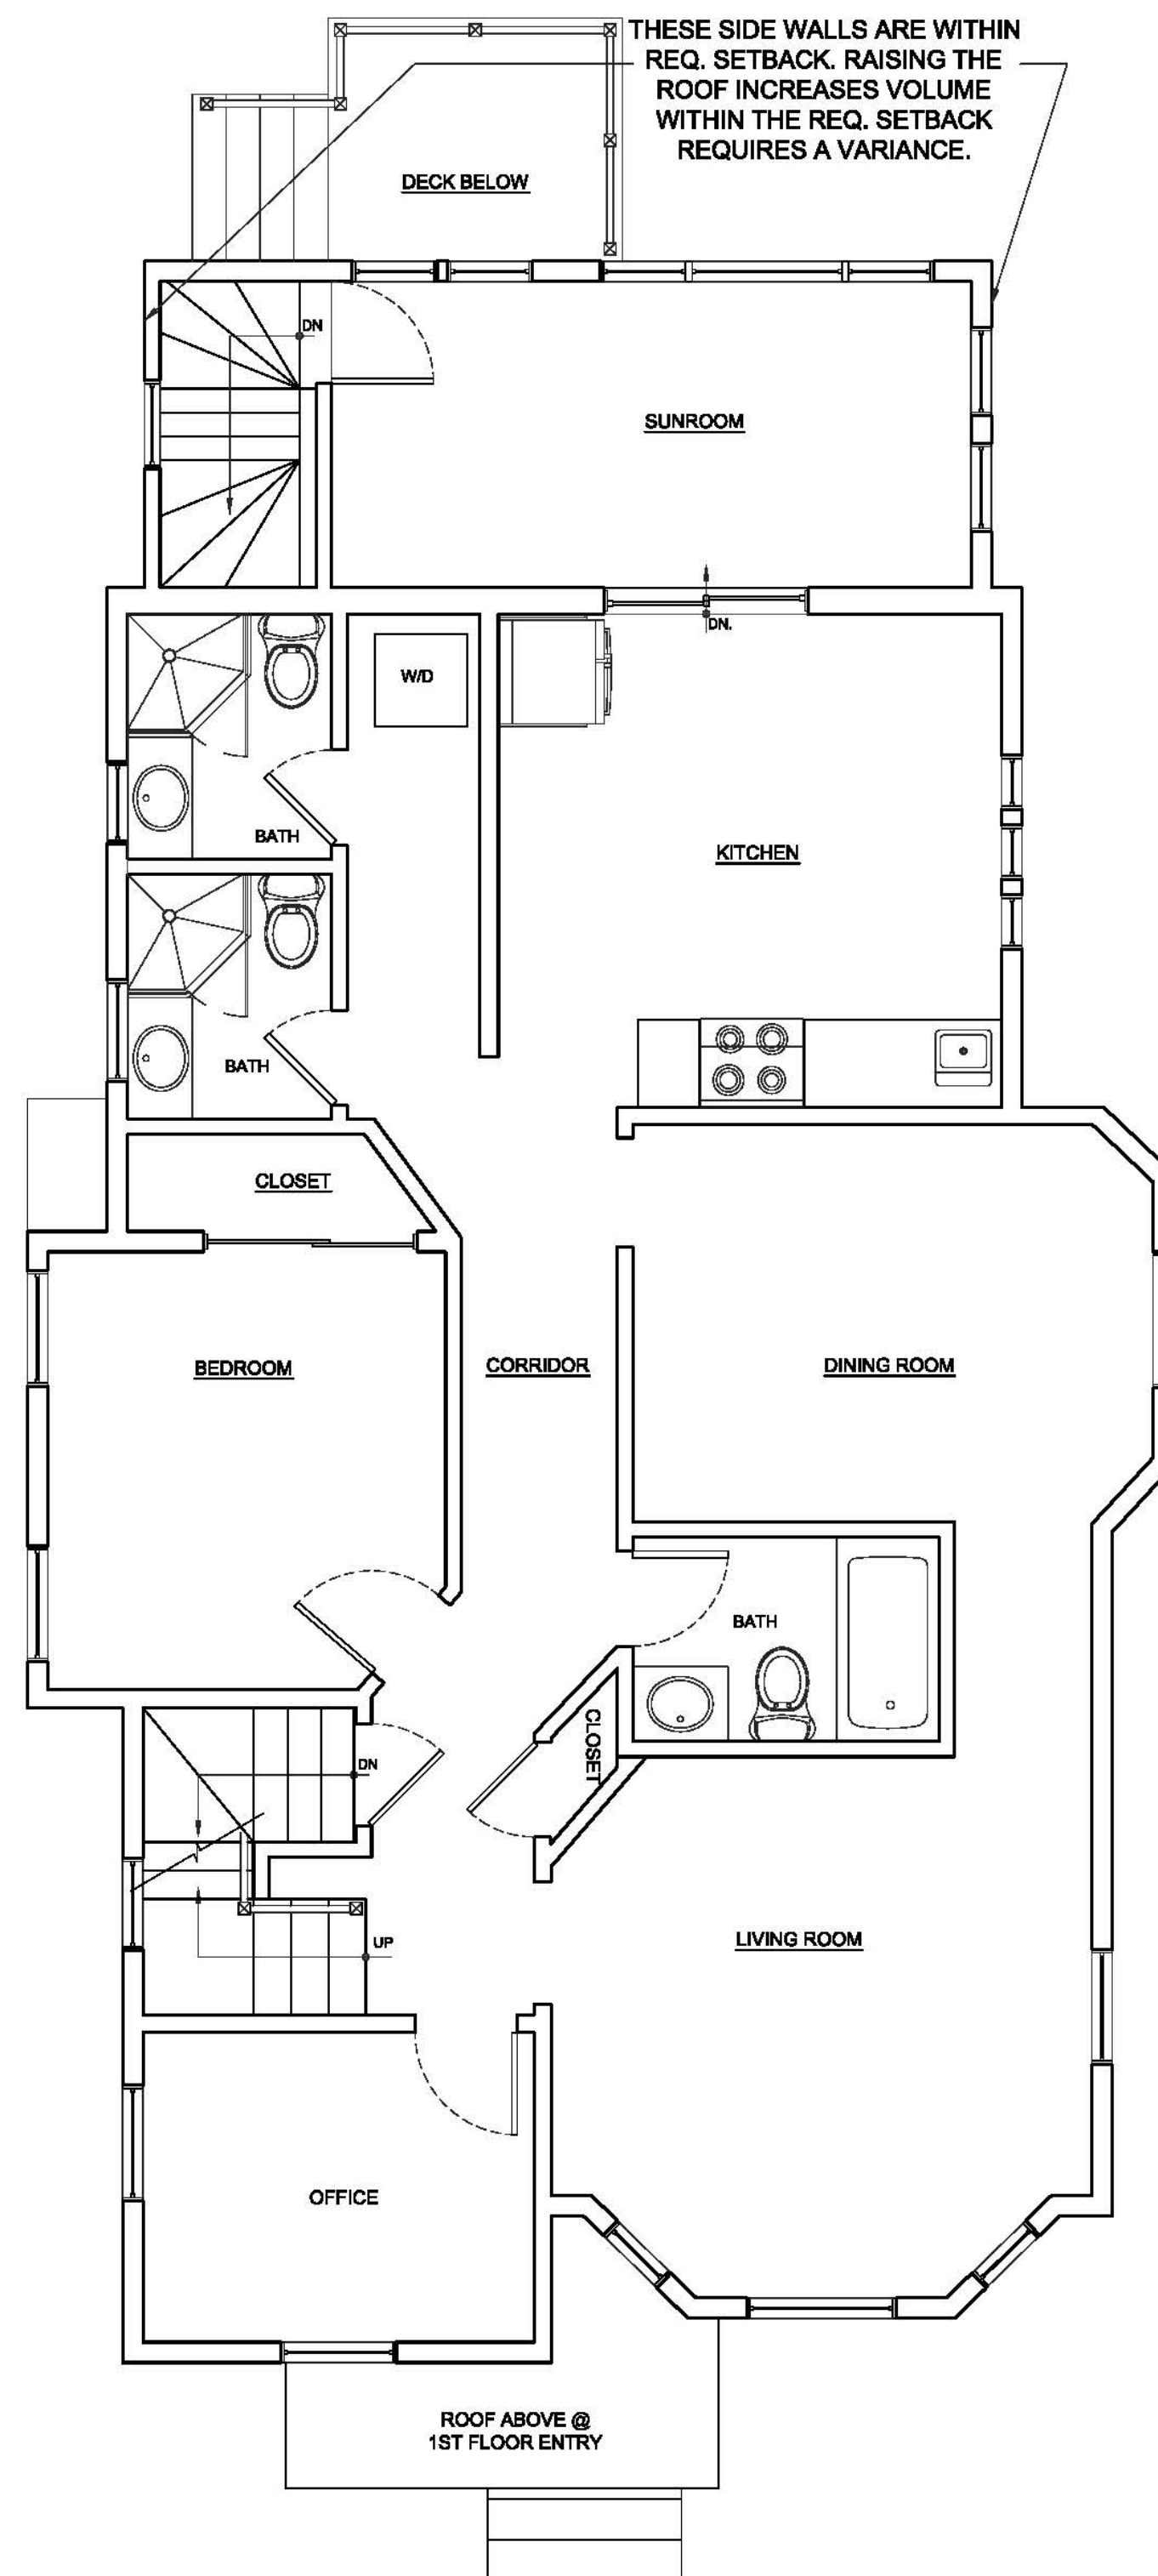 THESE SIDE WALLS ARE WITHIN
REQ. SETBACK. RAISING THE
ROOF INCREASES VOLUME
WITHIN THE REQ. SETBACK
REQUIRES A VARIANCE.
DECK BELOW
DN
SUNROOM
DN.
W/D
BATH
KITCHEN
BATH
CLOSET
BEDROOM
CORRIDOR
DINING ROOM
BATH
CLOSET
DN
UP
LIVING ROOM
OFFICE
ROOF ABOVE @
1ST FLOOR ENTRY